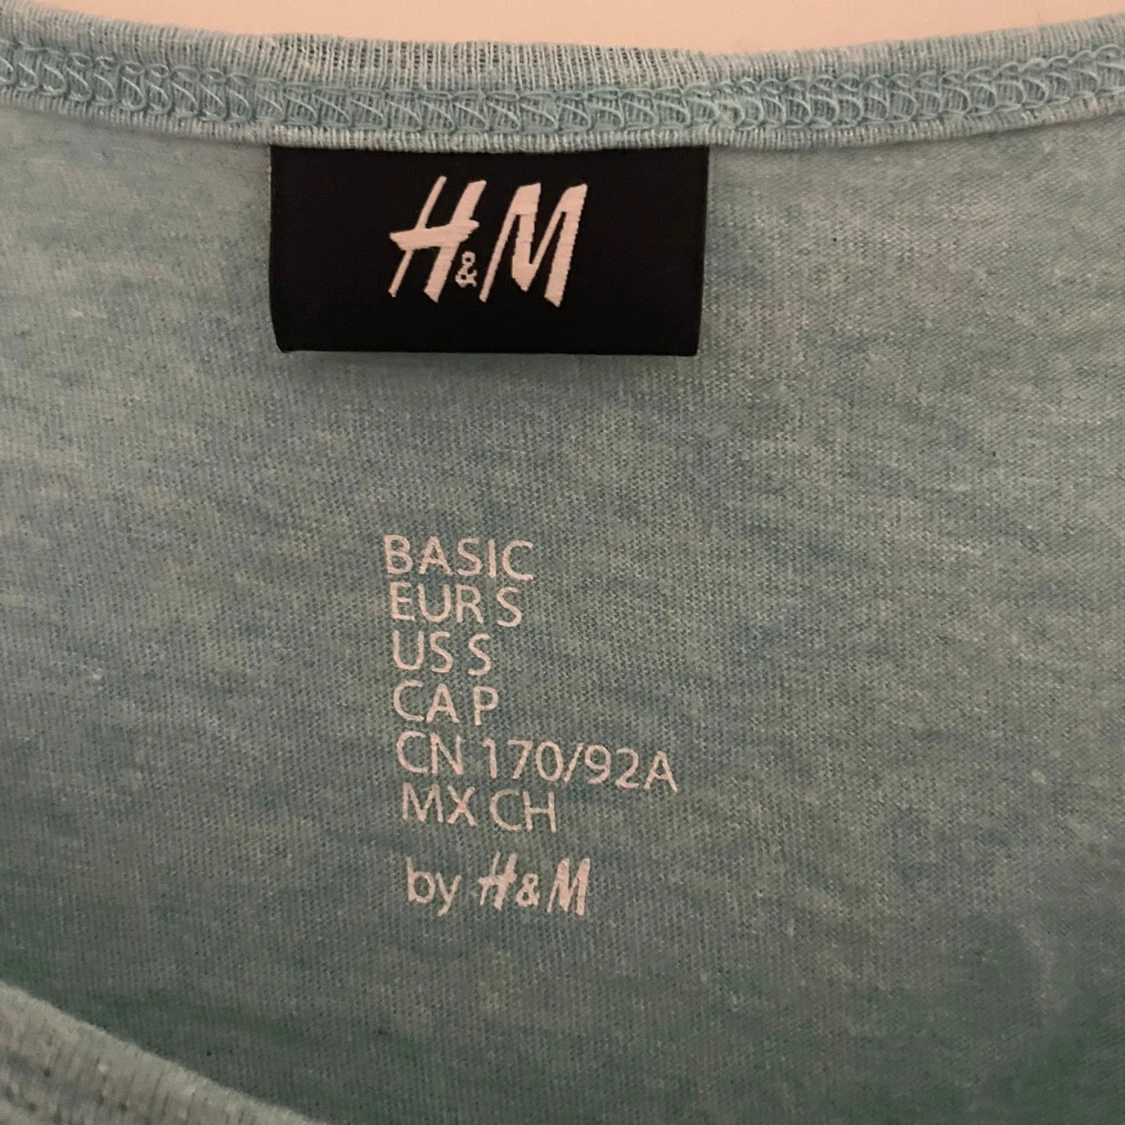 H&M
BASIC
EUR S
US S
CA P
CN 170/92A
MX CH
by H&M